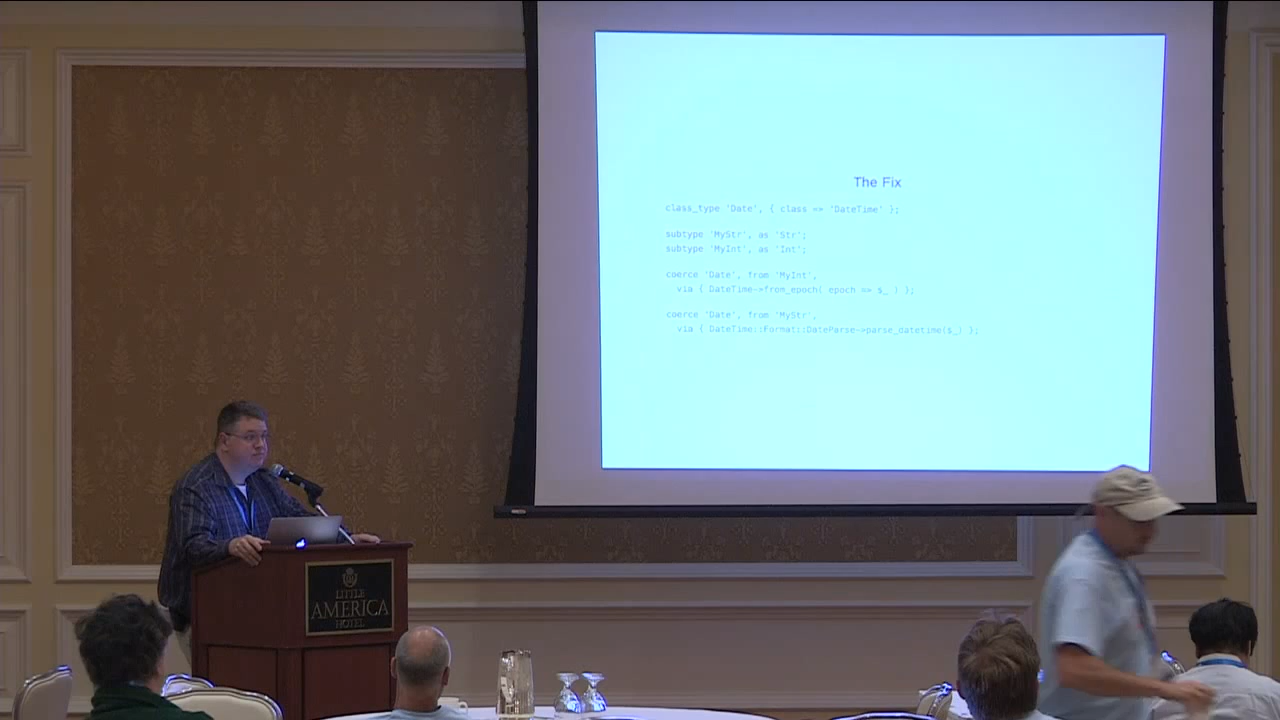 The Fix
class_type 'Date', { class => 'DateTime' };
subtype 'MyStr', as 'Str';
subtype 'MyInt', as 'Int';
coerce 'Date', from 'MyInt',
via { DateTime->from_epoch( epoch => $_ ) };
coerce 'Date', from 'MyStr',
via { DateTime::Format::DateParse->parse_datetime($_) };
LITTLE
AMERICA
HOTEL